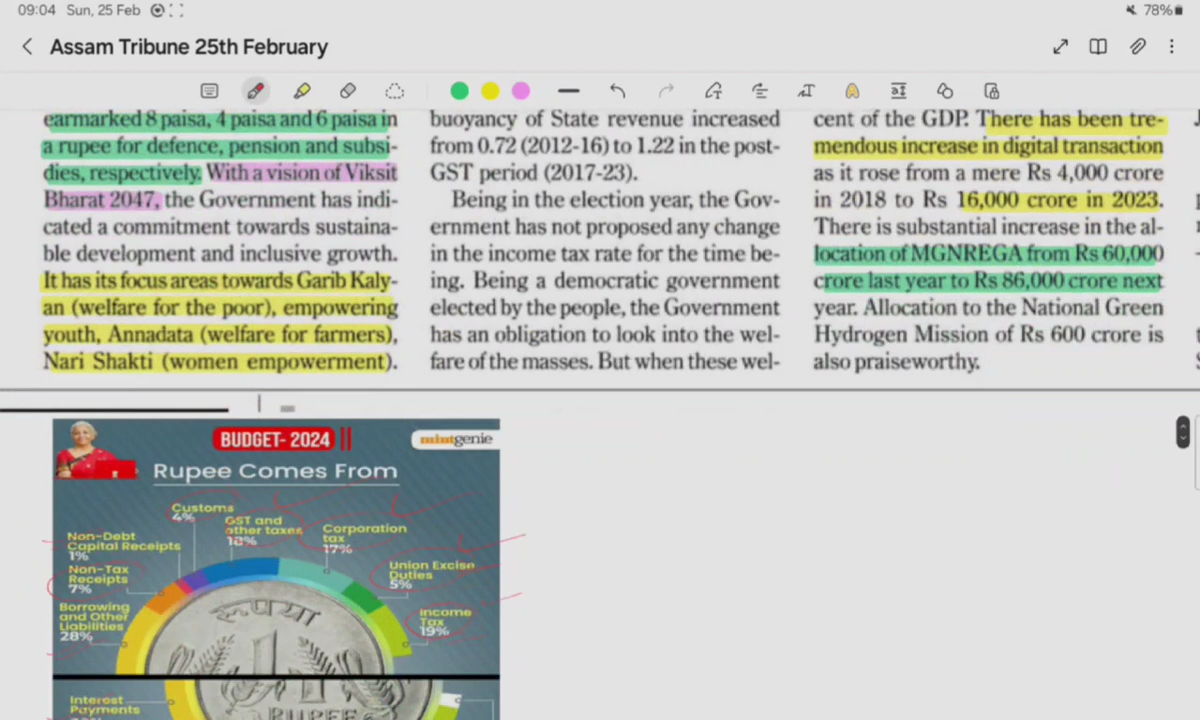 09:04 Sun, 25 Feb
78%
Assam Tribune 25th February
earmarked 8 paisa, 4 paisa and 6 paisa in
a rupee for defence, pension and subsi-
dies, respectively. With a vision of Viksit
Bharat 2047, the Government has indi-
cated a commitment towards sustaina-
ble development and inclusive growth.
It has its focus areas towards Garib Kaly-
an (welfare for the poor), empowering
youth, Annadata (welfare for farmers),
Nari Shakti (women empowerment).
buoyancy of State revenue increased
from 0.72 (2012-16) to 1.22 in the post-
GST period (2017-23).
Being in the election year, the Gov-
ernment has not proposed any change
in the income tax rate for the time be-
ing. Being a democratic government
elected by the people, the Government
has an obligation to look into the wel-
fare of the masses. But when these wel-
cent of the GDP. There has been tre-
mendous increase in digital transaction
as it rose from a mere Rs 4,000 crore
in 2018 to Rs 16,000 crore in 2023.
There is substantial increase in the al-
location of MGNREGA from Rs 60,000
crore last year to Rs 86,000 crore next
year. Allocation to the National Green
Hydrogen Mission of Rs 600 crore is
also praiseworthy.
BUDGET- 2024
mintgenie
Rupee Comes From
Customs
4%
GST and
other taxes
18%
Corporation
tax
17%
Non-Debt
Capital Receipts
1%
Non-Tax
Receipts
7%
Union Excise
Duties
5%
Borrowing
and Other
Liabilities
28%
Income
Tax
19%
रुपया
1
Interest
Payments
RUPEE